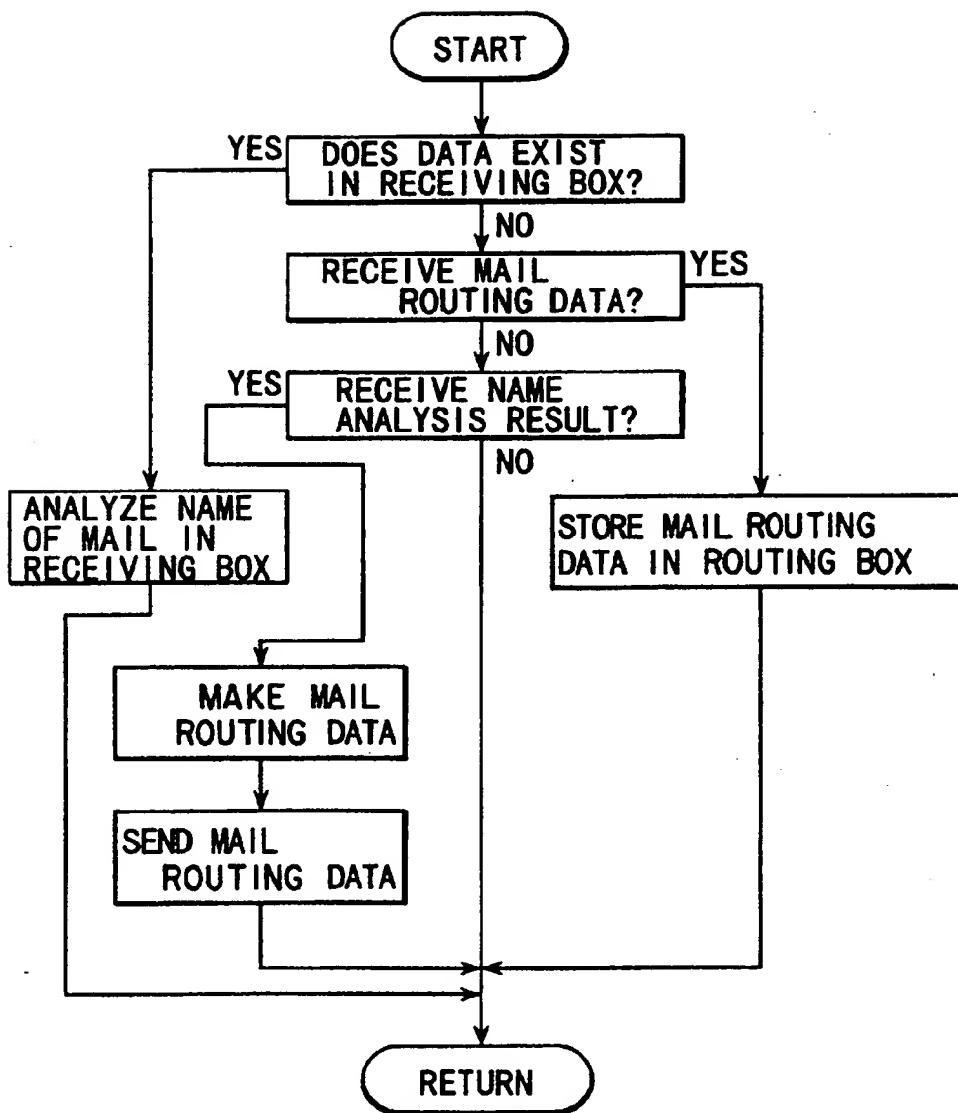 START
YES
DOES DATA EXIST
IN RECEIVING BOX?
NO
RECEIVE MAIL
ROUTING DATA?
YES
NO
YES
RECEIVE NAME
ANALYSIS RESULT?
NO
ANALYZE NAME
OF MAIL IN
RECEIVING BOX
STORE MAIL ROUTING
DATA IN ROUTING BOX
MAKE MAIL
ROUTING DATA
SEND MAIL
ROUTING DATA
RETURN